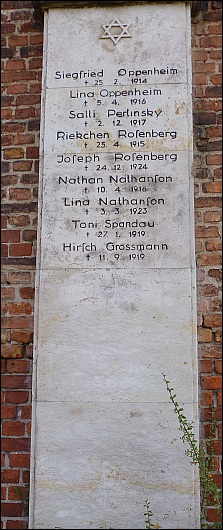 Siegfried Oppenheim
† 25. 2. 1914
Lina Oppenheim
† 5. 4. 1916
Salli Perlinsky
† 2. 12. 1917
Riekchen Roſenberg
† 25. 4. 1915
Joſeph Roſenberg
† 24. 12. 1924
Nathan Nathanſon
† 10. 4. 1918
Lina Nathanſon
† 3. 3. 1923
Toni Spandau
† 27. 1. 1919
Hirſch Grossmann
† 11. 9. 1919